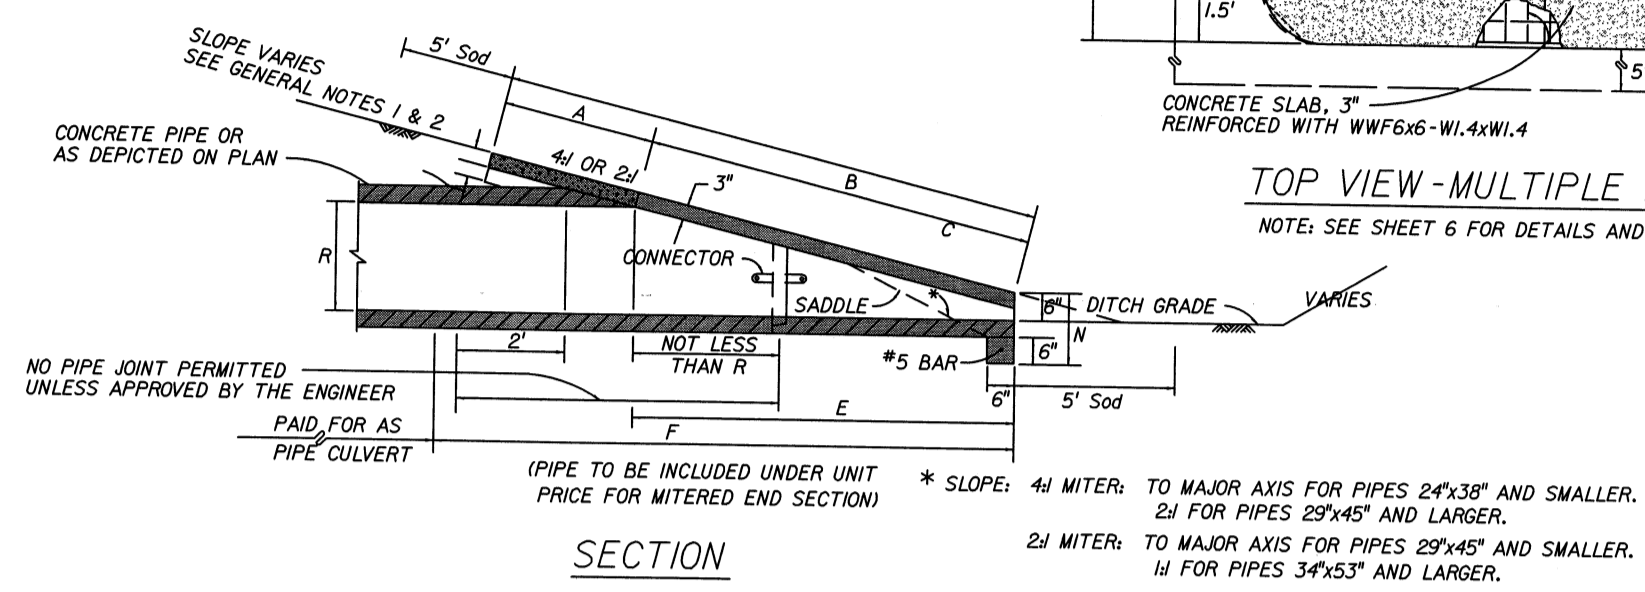 SLOPE VARIES
SEE GENERAL NOTES 1 & 2
5' Sod
CONCRETE PIPE OR
AS DEPICTED ON PLAN
A
4:1 OR 2:1
3"
B
C
R
CONNECTOR
SADDLE
*
6"
DITCH GRADE
VARIES
N
2'
NOT LESS
THAN R
#5 BAR
6"
6"
5' Sod
NO PIPE JOINT PERMITTED
UNLESS APPROVED BY THE ENGINEER
E
F
PAID FOR AS
PIPE CULVERT
(PIPE TO BE INCLUDED UNDER UNIT
PRICE FOR MITERED END SECTION)
SECTION
* SLOPE: 4:1 MITER: TO MAJOR AXIS FOR PIPES 24"x38" AND SMALLER.
2:1 FOR PIPES 29"x45" AND LARGER.
2:1 MITER: TO MAJOR AXIS FOR PIPES 29"x45" AND SMALLER.
1:1 FOR PIPES 34"x53" AND LARGER.
1.5'
5
CONCRETE SLAB, 3"
REINFORCED WITH WWF6x6-W1.4xW1.4
TOP VIEW-MULTIPLE
NOTE: SEE SHEET 6 FOR DETAILS AND